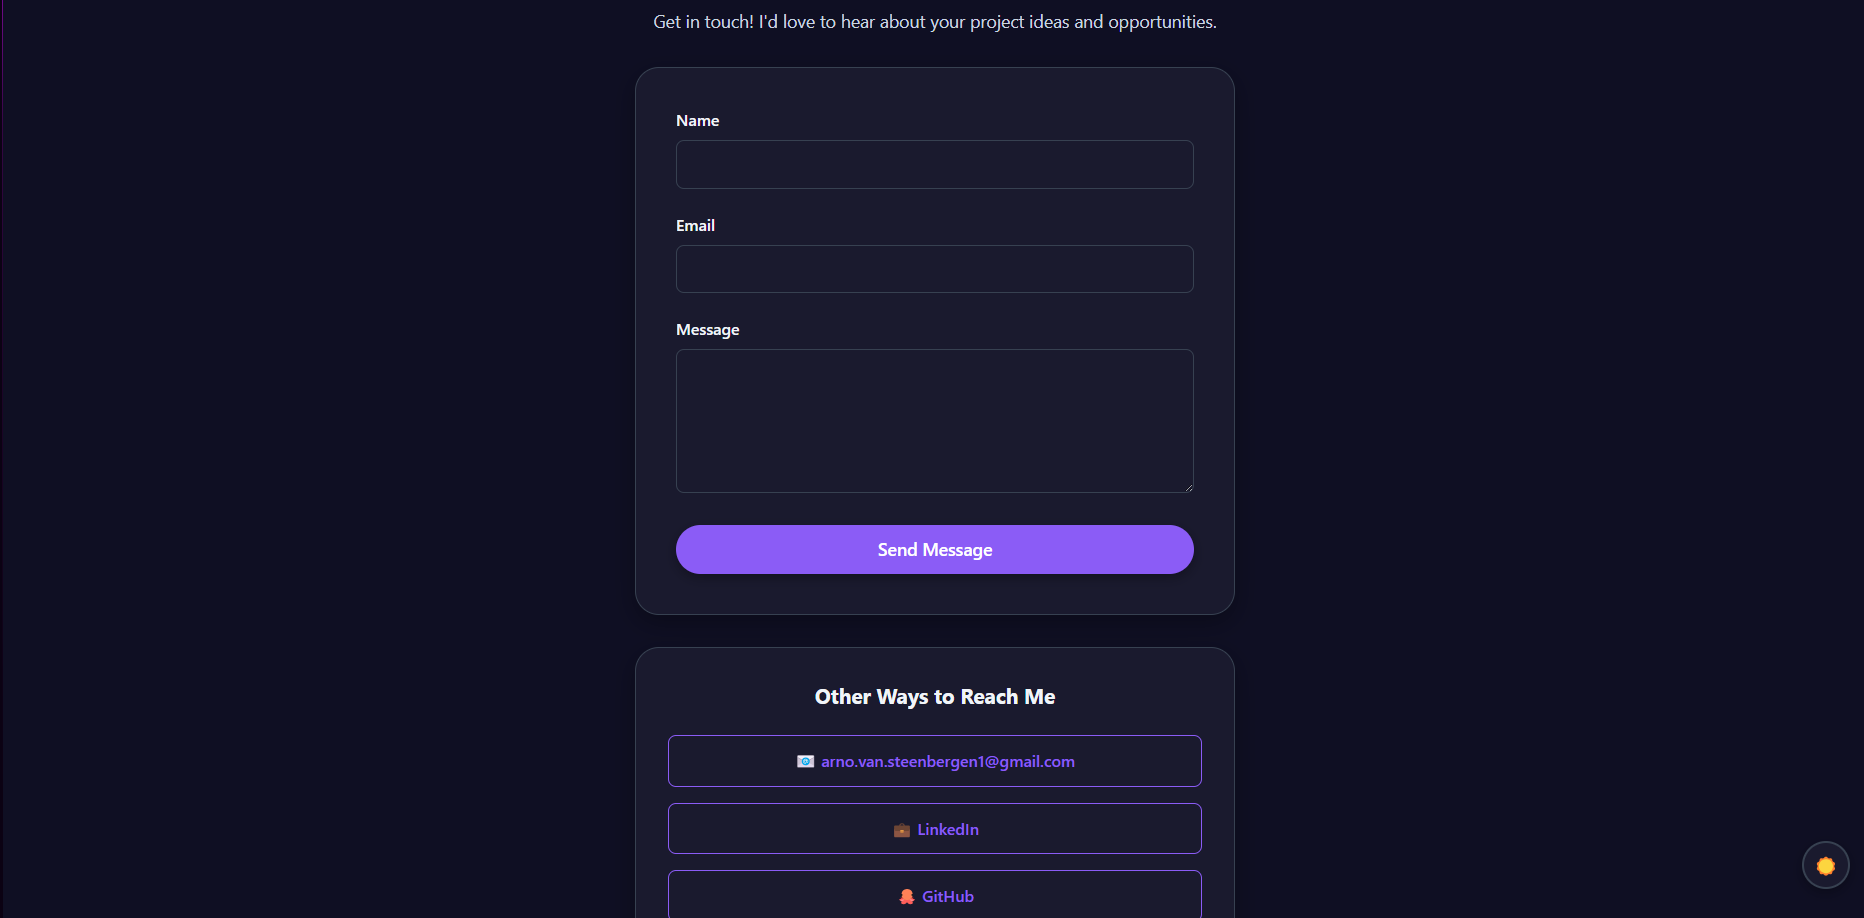 Get in touch! I'd love to hear about your project ideas and opportunities.
Name
Email
Message
Send Message
Other Ways to Reach Me
arno.van.steenbergen1@gmail.com
LinkedIn
GitHub